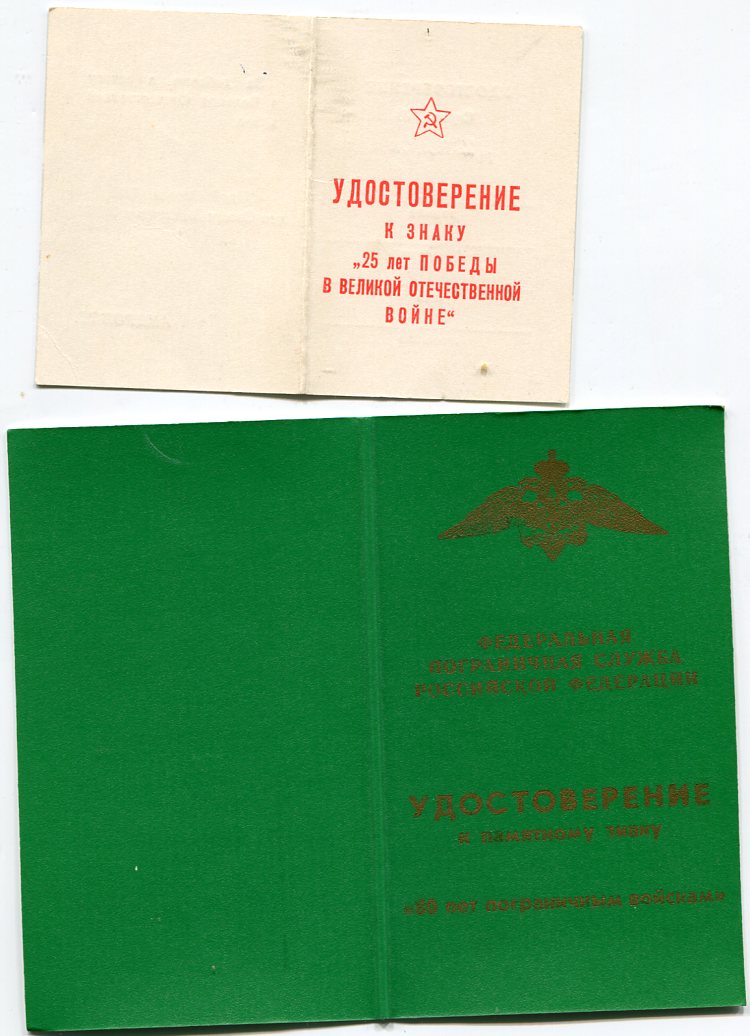 УДОСТОВЕРЕНИЕ
К ЗНАКУ
„25 лет ПОБЕДЫ
В ВЕЛИКОЙ ОТЕЧЕСТВЕННОЙ
ВОЙНЕ“
ФЕДЕРАЛЬНАЯ
ПОГРАНИЧНАЯ СЛУЖБА
РОССИЙСКОЙ ФЕДЕРАЦИИ
УДОСТОВЕРЕНИЕ
к памятному знаку
лет пограничным войскам»